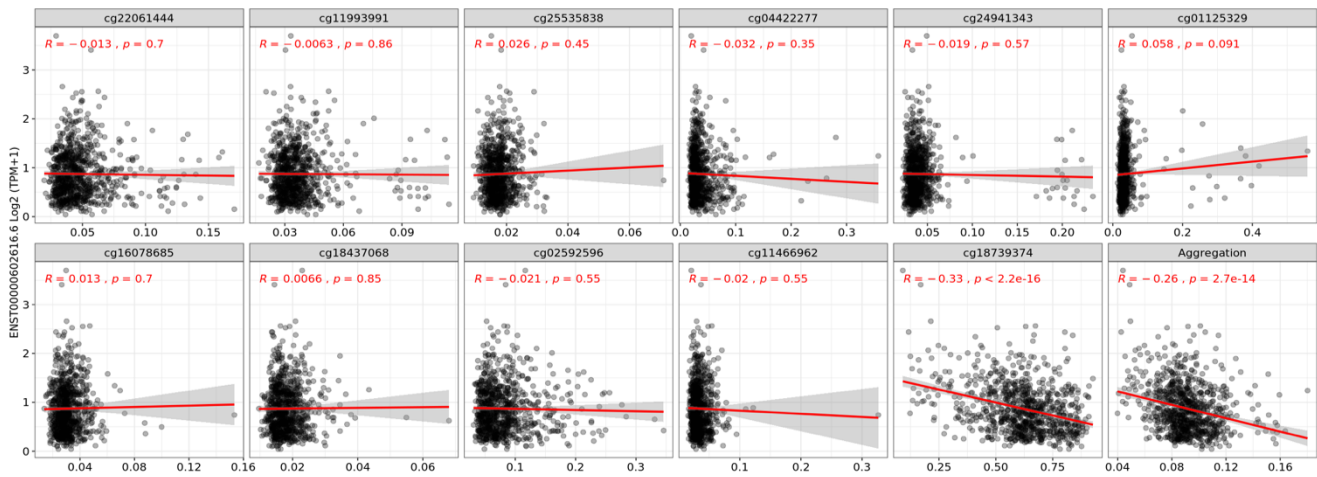 cg22061444 cg11993991 cg25535838 cg04422277 cg24941343 cg01125329
R = −0.013 , p = 0.7 R = −0.0063 , p = 0.86 R = 0.026 , p = 0.45 R = −0.032 , p = 0.35 R = −0.019 , p = 0.57 R = 0.058 , p = 0.091
3
2
1
0
0.05 0.10 0.15 0.03 0.06 0.09 0.02 0.04 0.06 0.0 0.1 0.2 0.3 0.05 0.10 0.15 0.20 0.0 0.2 0.4
ENST00000602616.6 Log2 (TPM+1)
cg16078685 cg18437068 cg02592596 cg11466962 cg18739374 Aggregation
R = 0.013 , p = 0.7 R = 0.0066 , p = 0.85 R = −0.021 , p = 0.55 R = −0.02 , p = 0.55 R = −0.33 , p < 2.2e-16 R = −0.26 , p = 2.7e-14
3
2
1
0
0.04 0.08 0.12 0.16 0.02 0.04 0.06 0.1 0.2 0.3 0.1 0.2 0.3 0.25 0.50 0.75 0.04 0.08 0.12 0.16